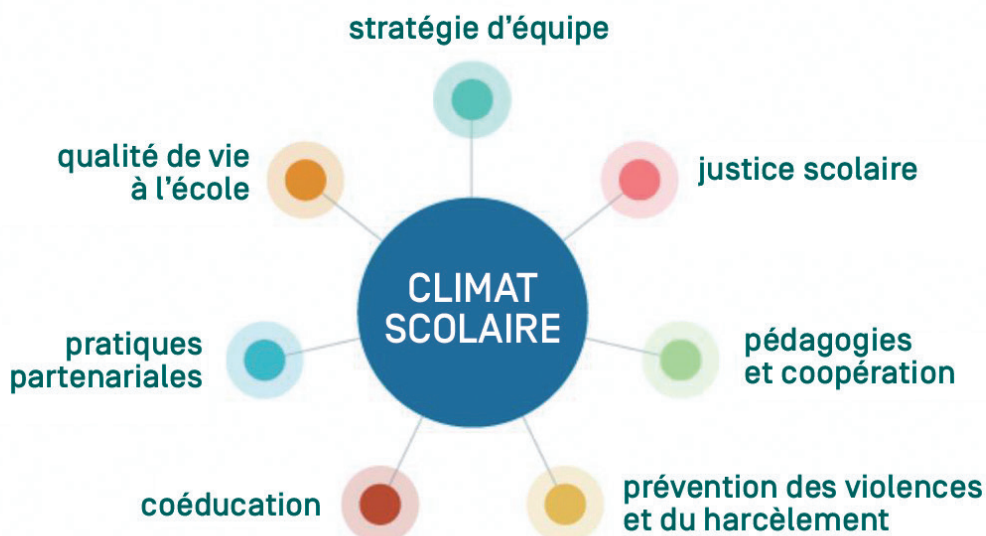 stratégie d'équipe
qualité de vie
à l'école
justice scolaire
CLIMAT
SCOLAIRE
pratiques
partenariales
pédagogies
et coopération
coéducation
prévention des violences
et du harcèlement